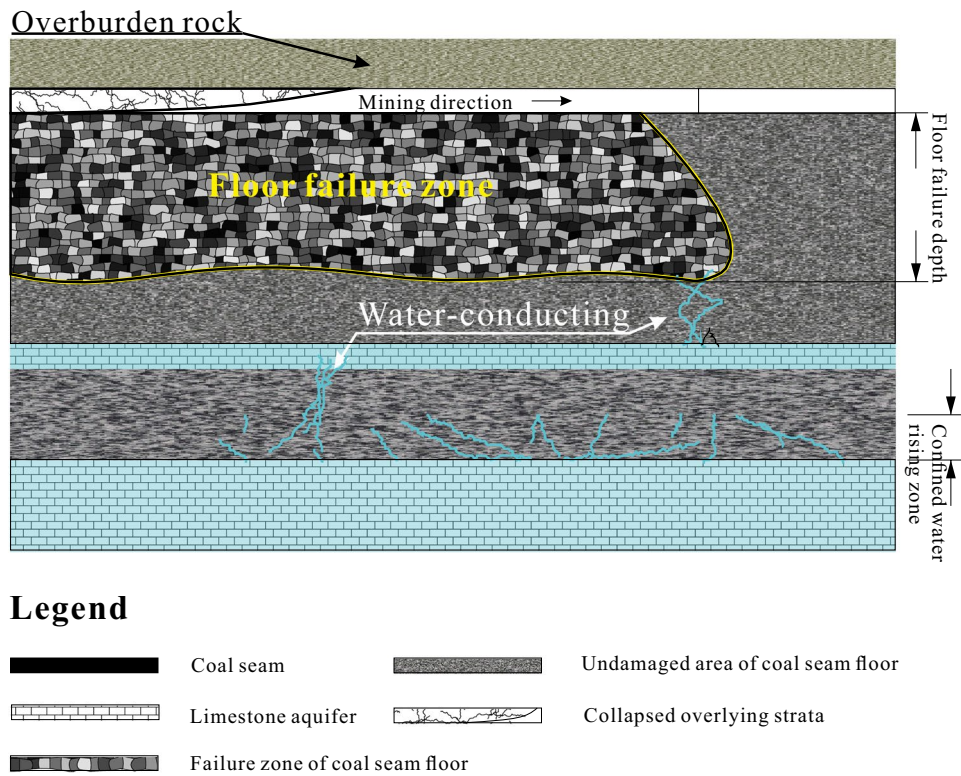 Overburden rock
Mining direction
Floor failure zone
Floor failure depth
Water-conducting
Confined water
rising zone
Legend
Coal seam
Undamaged area of coal seam floor
Limestone aquifer
Collapsed overlying strata
Failure zone of coal seam floor